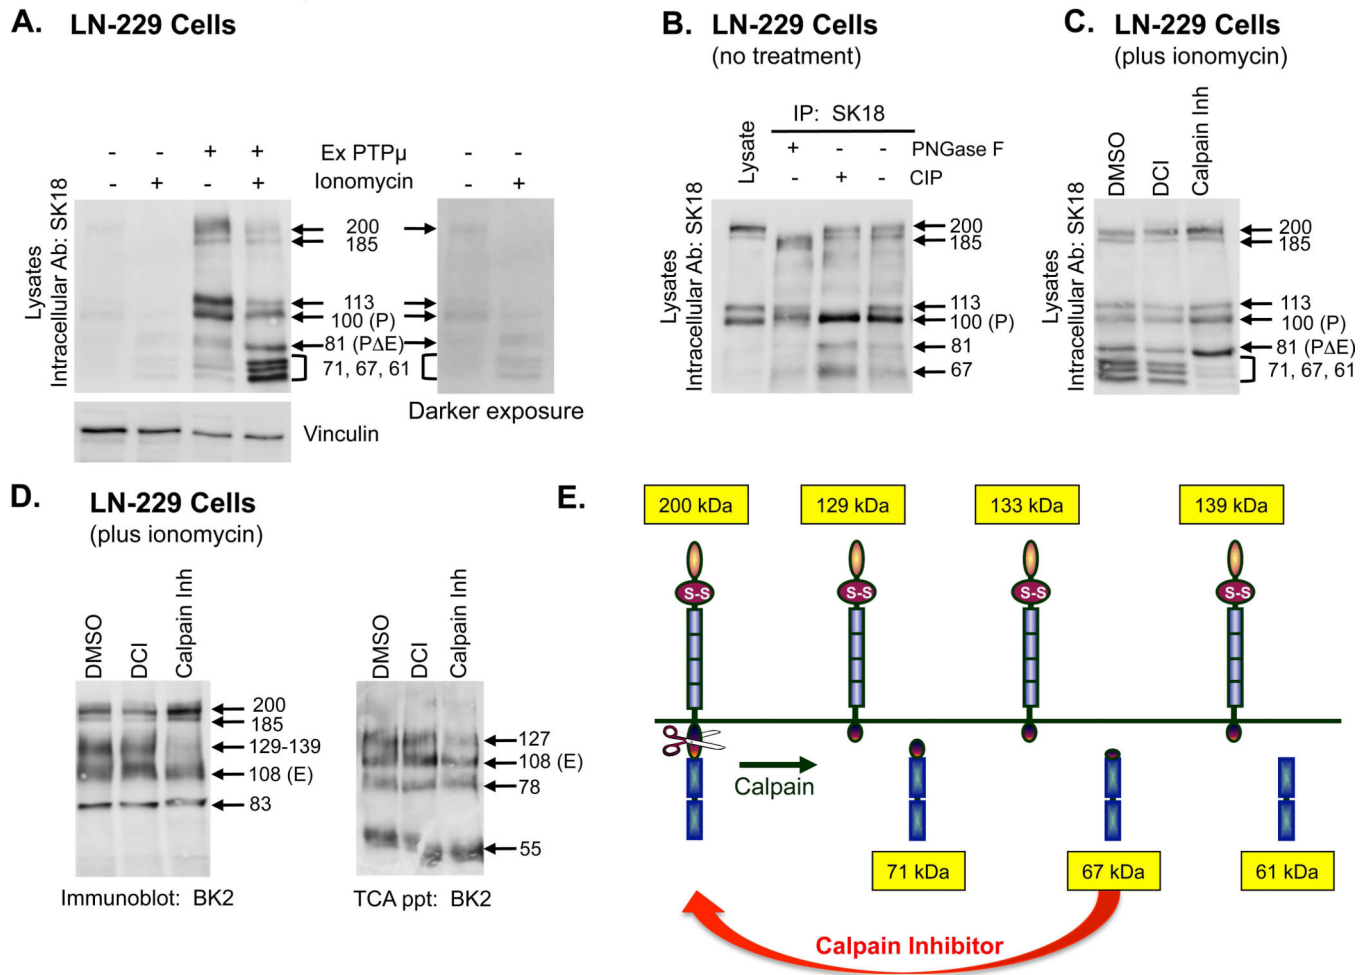 A. LN-229 Cells
- - + + Ex PTPμ -  -
- + - + Ionomycin - +
Lysates
Intracellular Ab: SK18
200
185
113
100 (P)
81 (PΔE)
71, 67, 61
Darker exposure
Vinculin
B. LN-229 Cells
(no treatment)
Lysate
IP: SK18
+ - - PNGase F
- + - CIP
Lysates
Intracellular Ab: SK18
200
185
113
100 (P)
81
67
C. LN-229 Cells
(plus ionomycin)
DMSO
DCI
Calpain Inh
Lysates
Intracellular Ab: SK18
200
185
113
100 (P)
81 (PΔE)
71, 67, 61
D. LN-229 Cells
(plus ionomycin)
DMSO
DCI
Calpain Inh
200
185
129-139
108 (E)
83
Immunoblot: BK2
DMSO
DCI
Calpain Inh
127
108 (E)
78
55
TCA ppt: BK2
E.
200 kDa 129 kDa 133 kDa 139 kDa
S-S S-S S-S S-S
Calpain
71 kDa 67 kDa 61 kDa
Calpain Inhibitor